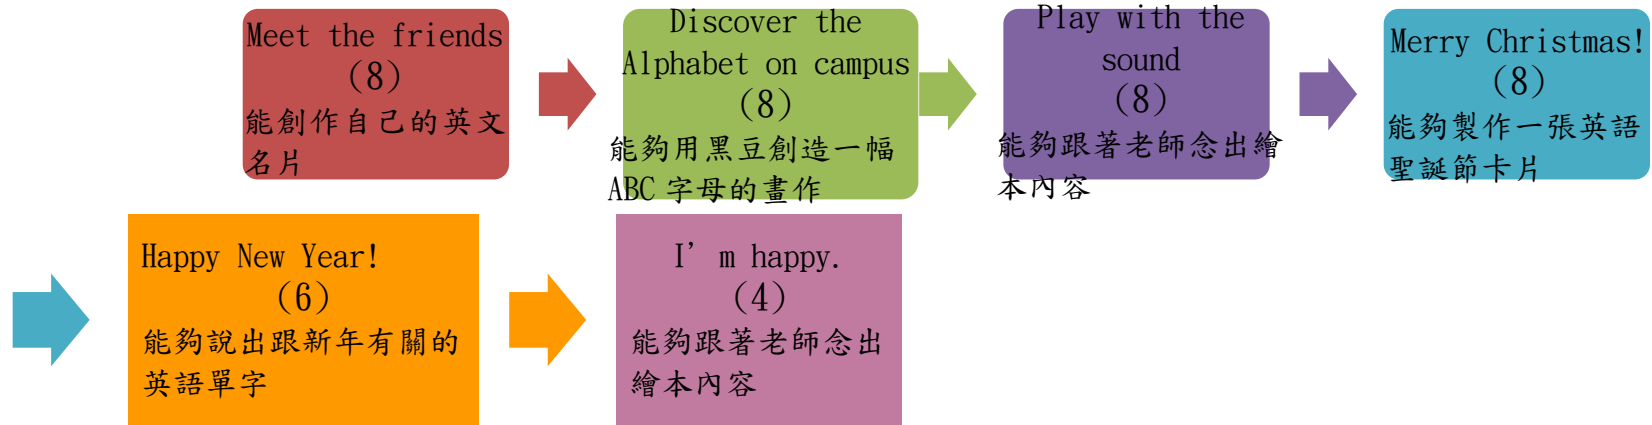 Meet the friends
(8)
能創作自己的英文
名片
Discover the
Alphabet on campus
(8)
能夠用黑豆創造一幅
ABC 字母的畫作
Play with the
sound
(8)
能夠跟著老師念出繪
本內容
Merry Christmas!
(8)
能夠製作一張英語
聖誕節卡片
Happy New Year!
(6)
能夠說出跟新年有關的
英語單字
I’m happy.
(4)
能夠跟著老師念出
繪本內容